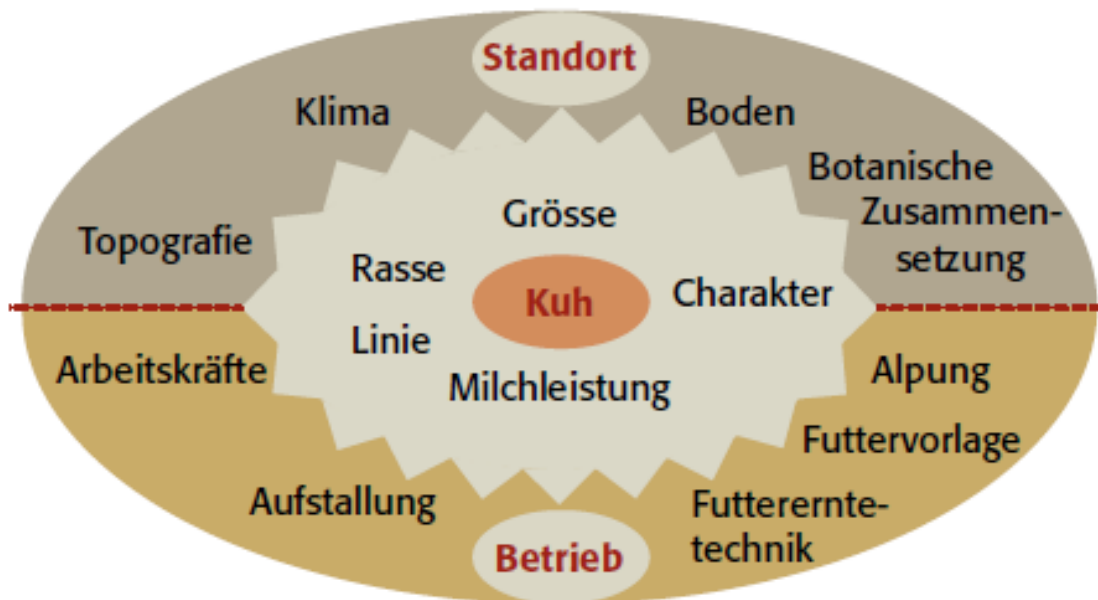 Standort
Klima
Boden
Botanische
Zusammen-
setzung
Topografie
Grösse
Rasse
Kuh
Charakter
Linie
Milchleistung
Arbeitskräfte
Alpung
Futtervorlage
Aufstallung
Futterernte-
technik
Betrieb